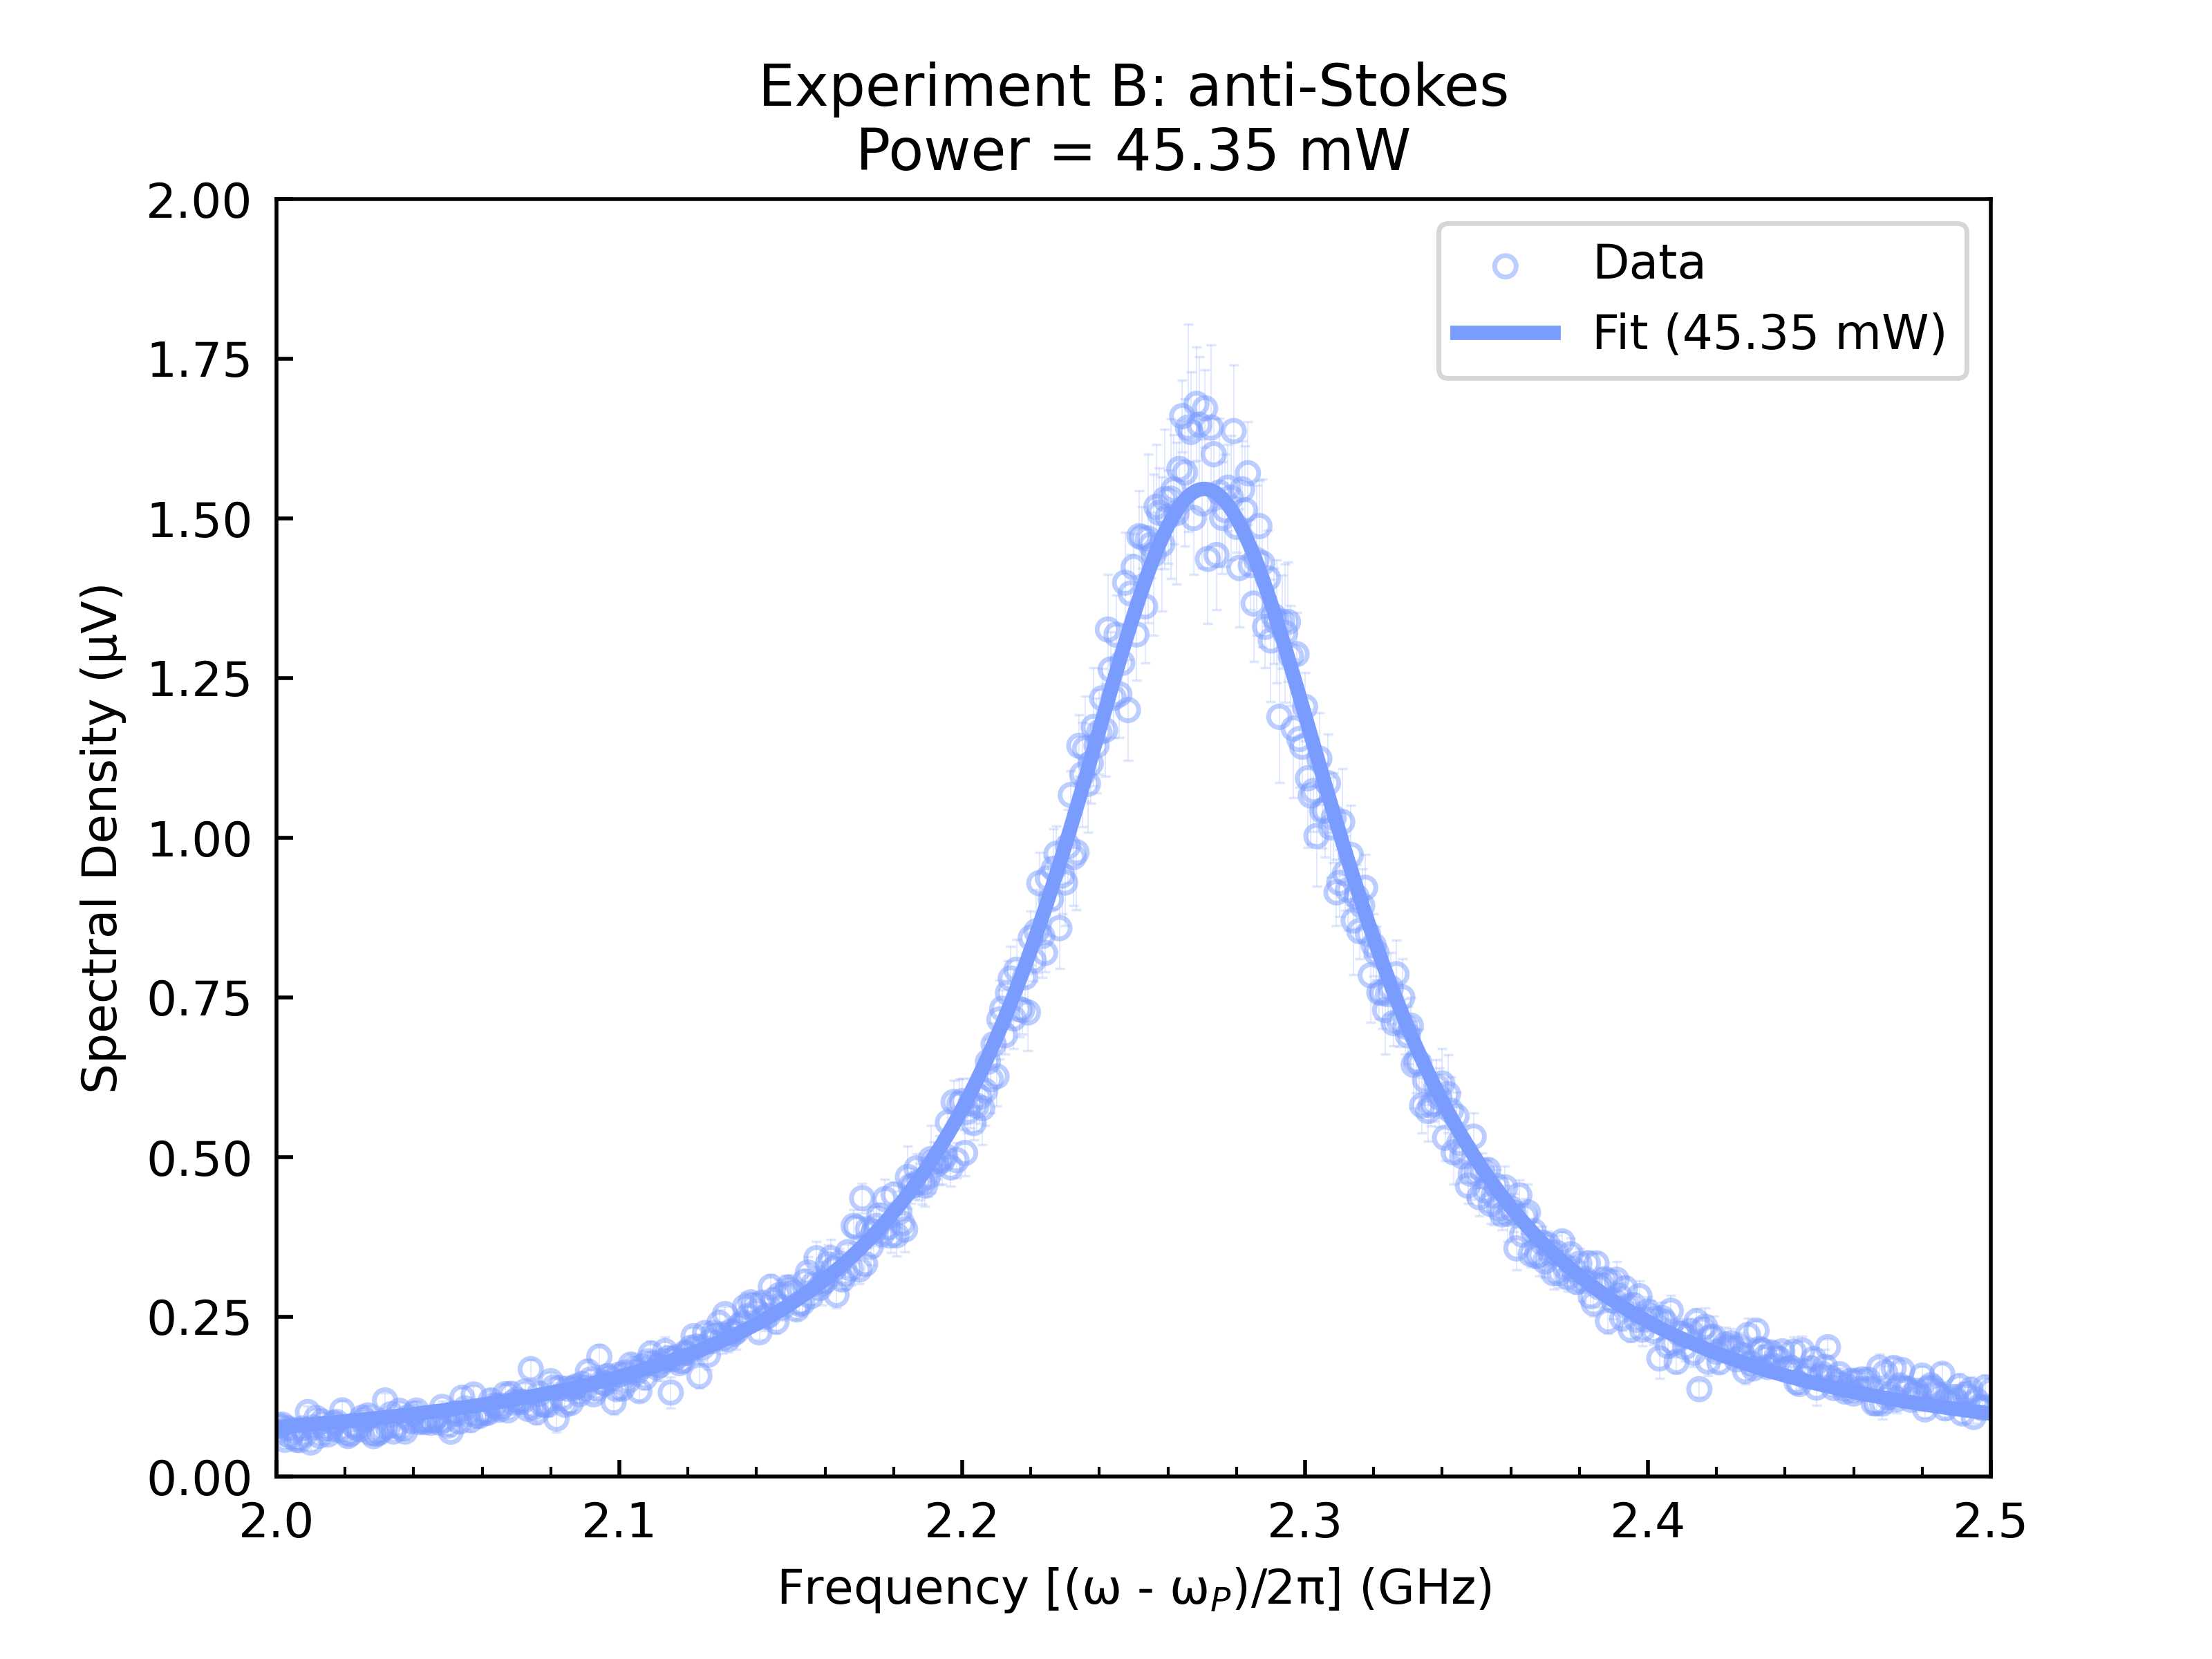 Experiment B: anti-Stokes
Power = 45.35 mW
Data
Fit (45.35 mW)
Spectral Density (μV)
2.00
1.75
1.50
1.25
1.00
0.75
0.50
0.25
0.00
2.0 2.1 2.2 2.3 2.4 2.5
Frequency [(ω - ωP)/2π] (GHz)